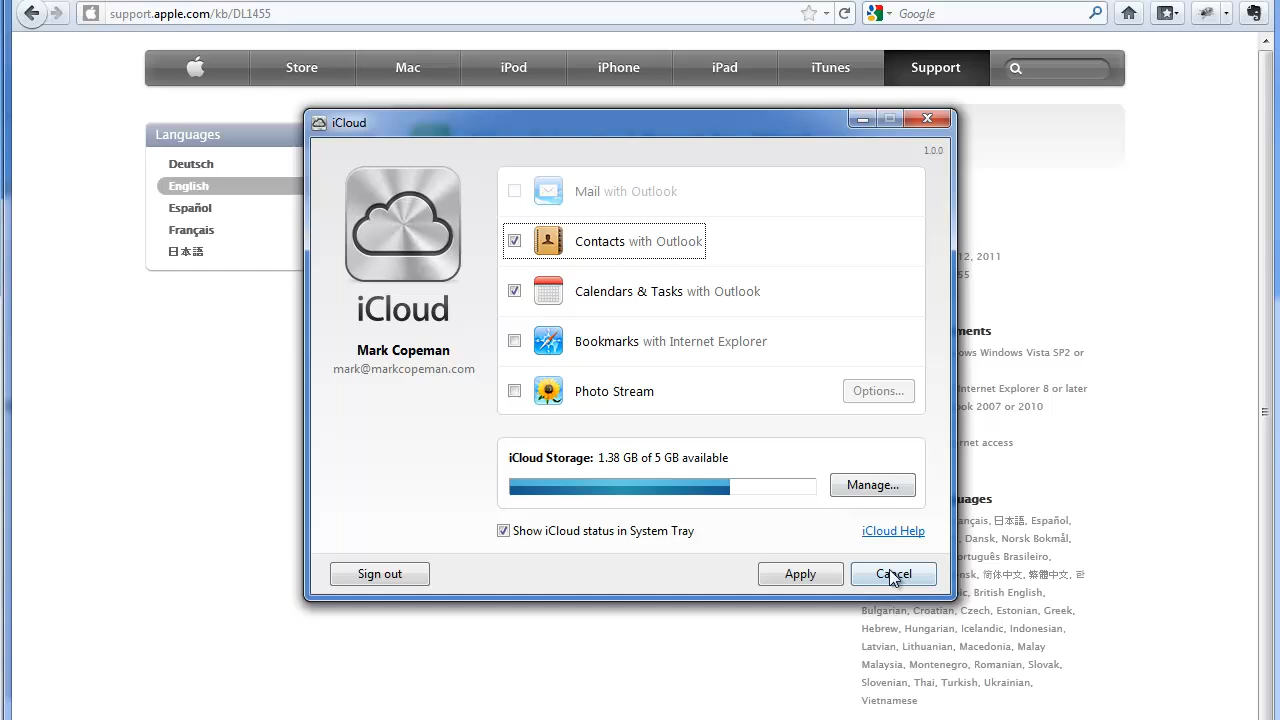 support.apple.com/kb/DL1455
Google
Store
Mac
iPod
iPhone
iPad
iTunes
Support
Languages
Deutsch
English
Español
Français
日本語
iCloud
1.0.0
iCloud
Mark Copeman
mark@markcopeman.com
Mail with Outlook
Contacts with Outlook
Calendars & Tasks with Outlook
Bookmarks with Internet Explorer
Photo Stream
Options...
iCloud Storage: 1.38 GB of 5 GB available
Manage...
Show iCloud status in System Tray
iCloud Help
Sign out
Apply
Cancel
12, 2011
55
ments
ows Windows Vista SP2 or
nternet Explorer 8 or later
ook 2007 or 2010
rnet access
uages
ançais, 日本語, Español,
, Dansk, Norsk Bokmål,
ortuguês Brasileiro,
nsk, 简体中文, 繁體中文, 한
ic, British English,
Bulgarian, Croatian, Czech, Estonian, Greek,
Hebrew, Hungarian, Icelandic, Indonesian,
Latvian, Lithuanian, Macedonia, Malay
Malaysia, Montenegro, Romanian, Slovak,
Slovenian, Thai, Turkish, Ukrainian,
Vietnamese